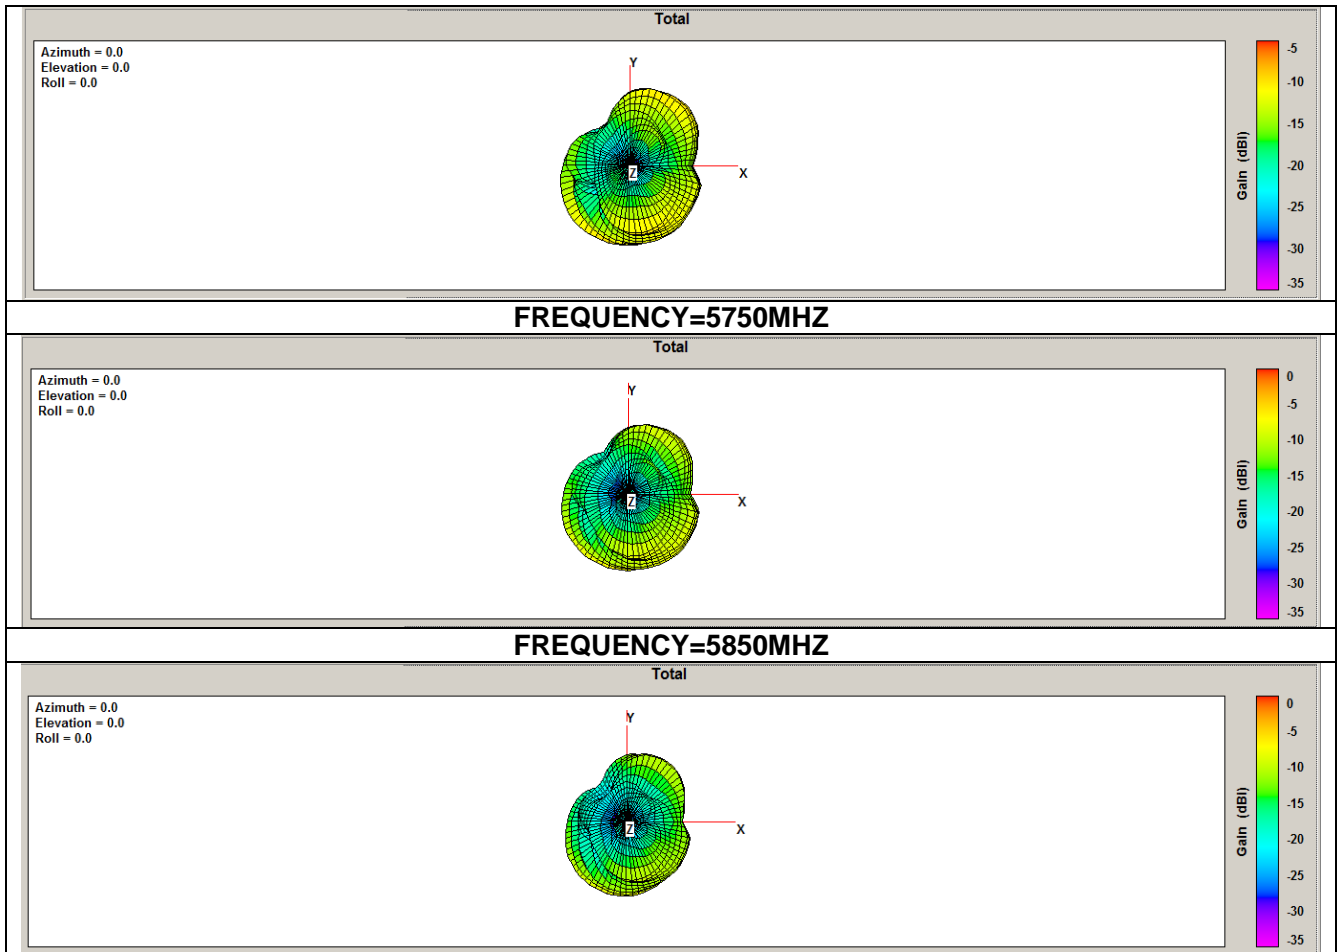 Total
Azimuth = 0.0
Elevation = 0.0
Roll = 0.0
Y
Z
X
Gain (dBI)
-5
-10
-15
-20
-25
-30
-35
FREQUENCY=5750MHZ
Total
Azimuth = 0.0
Elevation = 0.0
Roll = 0.0
Y
Z
X
Gain (dBI)
0
-5
-10
-15
-20
-25
-30
-35
FREQUENCY=5850MHZ
Total
Azimuth = 0.0
Elevation = 0.0
Roll = 0.0
Y
Z
X
Gain (dBI)
0
-5
-10
-15
-20
-25
-30
-35